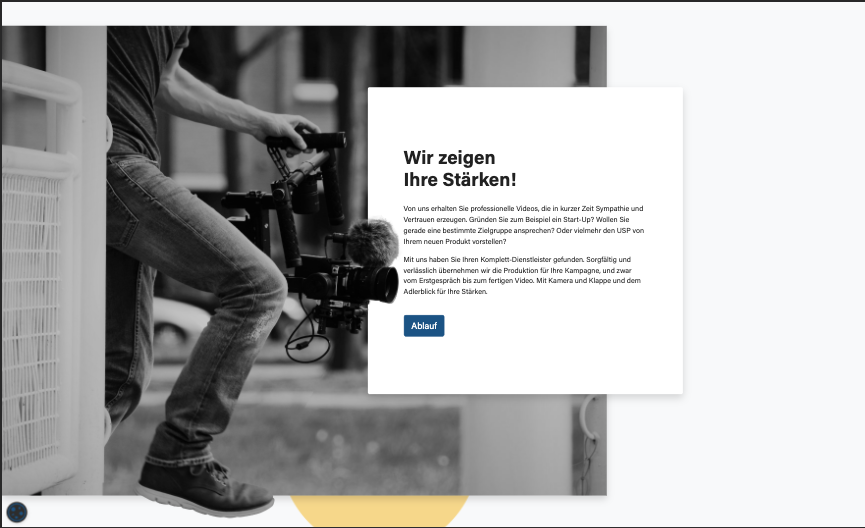 Wir zeigen
Ihre Stärken!
Von uns erhalten Sie professionelle Videos, die in kurzer Zeit Sympathie und
Vertrauen erzeugen. Gründen Sie zum Beispiel ein Start-Up? Wollen Sie
gerade eine bestimmte Zielgruppe ansprechen? Oder vielmehr den USP von
Ihrem neuen Produkt vorstellen?
Mit uns haben Sie Ihren Komplett-Dienstleister gefunden. Sorgfältig und
verlässlich übernehmen wir die Produktion für Ihre Kampagne, und zwar
vom Erstgespräch bis zum fertigen Video. Mit Kamera und Klappe und dem
Adlerblick für Ihre Stärken.
Ablauf